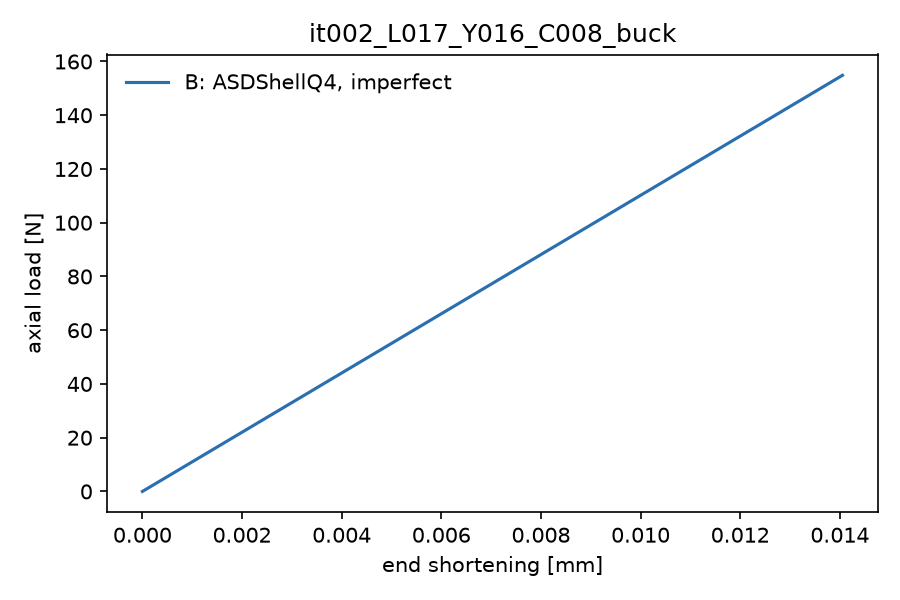 it002_L017_Y016_C008_buck
B: ASDShellQ4, imperfect
axial load [N]
160
140
120
100
80
60
40
20
0
0.000 0.002 0.004 0.006 0.008 0.010 0.012 0.014
end shortening [mm]